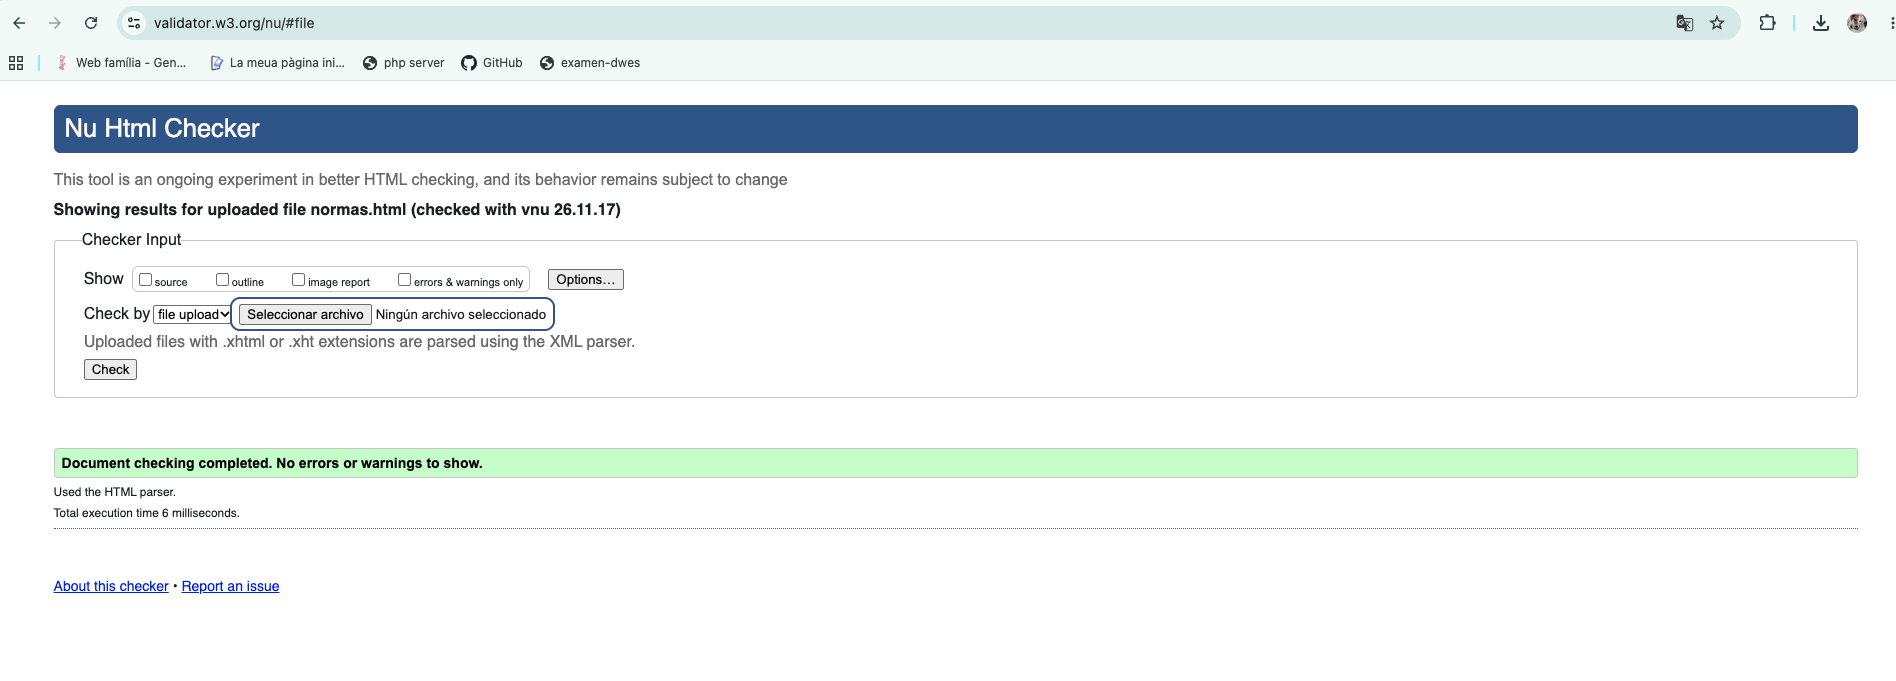 validator.w3.org/nu/#file
Web família - Gen... La meua pàgina ini... php server GitHub examen-dwes
Nu Html Checker
This tool is an ongoing experiment in better HTML checking, and its behavior remains subject to change
Showing results for uploaded file normas.html (checked with vnu 26.11.17)
Checker Input
Show source outline image report errors & warnings only Options...
Check by file upload Seleccionar archivo Ningún archivo seleccionado
Uploaded files with .xhtml or .xht extensions are parsed using the XML parser.
Check
Document checking completed. No errors or warnings to show.
Used the HTML parser.
Total execution time 6 milliseconds.
About this checker • Report an issue